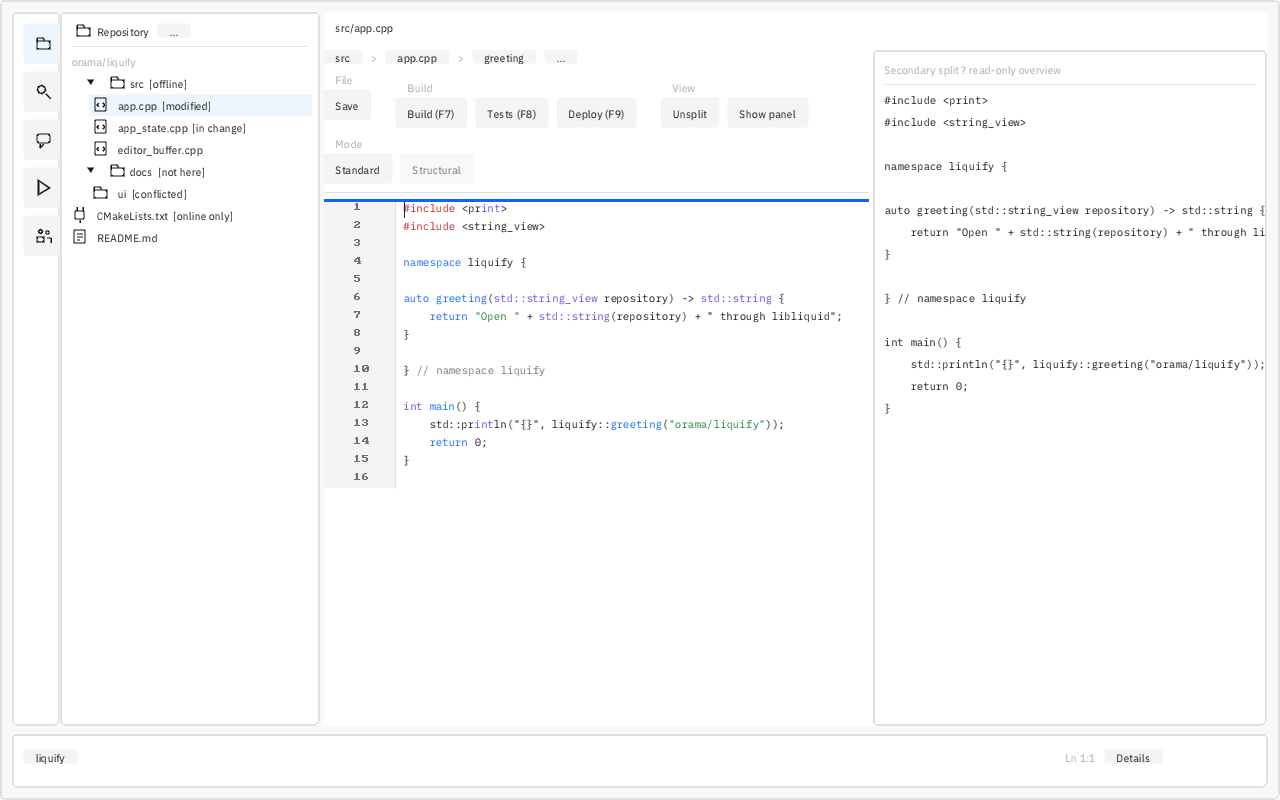 Repository ...
orama/liquify
src [offline]
app.cpp [modified]
app_state.cpp [in change]
editor_buffer.cpp
docs [not here]
ui [conflicted]
CMakeLists.txt [online only]
README.md
src/app.cpp
src > app.cpp > greeting ...
File
Save
Build
Build (F7) Tests (F8) Deploy (F9)
View
Unsplit Show panel
Mode
Standard Structural
1 #include <print>
2 #include <string_view>
3
4 namespace liquify {
5
6 auto greeting(std::string_view repository) -> std::string {
7     return "Open " + std::string(repository) + " through libliquid";
8 }
9
10 } // namespace liquify
11
12 int main() {
13     std::println("{}", liquify::greeting("orama/liquify"));
14     return 0;
15 }
16
Secondary split ? read-only overview
#include <print>
#include <string_view>
namespace liquify {
auto greeting(std::string_view repository) -> std::string {
    return "Open " + std::string(repository) + " through li
}
} // namespace liquify
int main() {
    std::println("{}", liquify::greeting("orama/liquify"));
    return 0;
}
liquify
Ln 1:1 Details